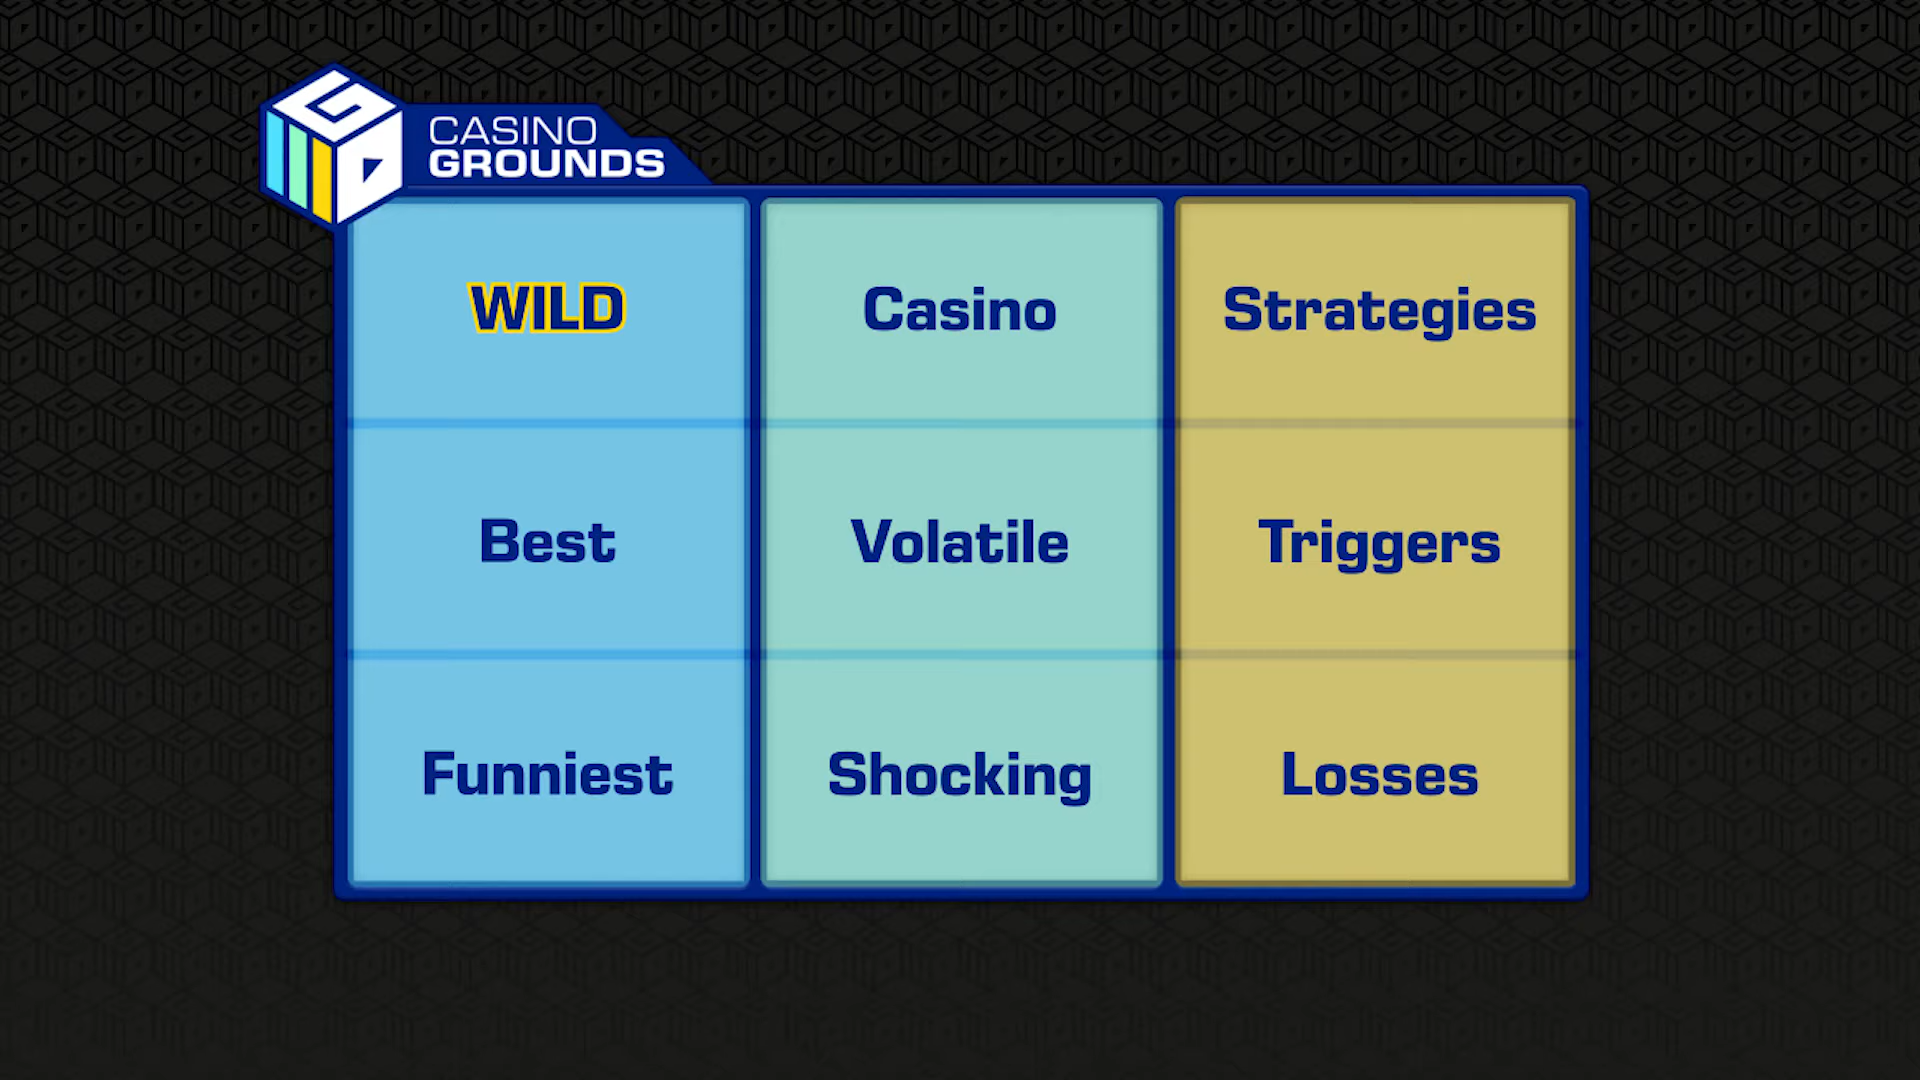 CASINO
GROUNDS
WILD Casino Strategies
Best Volatile Triggers
Funniest Shocking Losses